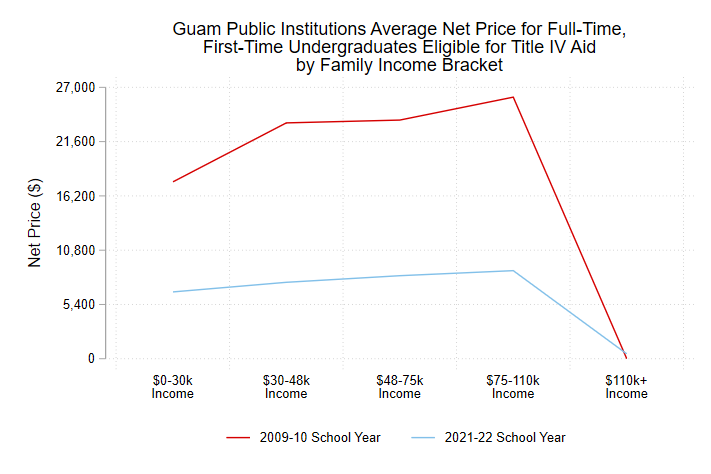 Guam Public Institutions Average Net Price for Full-Time,
First-Time Undergraduates Eligible for Title IV Aid
by Family Income Bracket
Net Price ($)
27,000
21,600
16,200
10,800
5,400
0
$0-30k
Income
$30-48k
Income
$48-75k
Income
$75-110k
Income
$110k+
Income
2009-10 School Year
2021-22 School Year